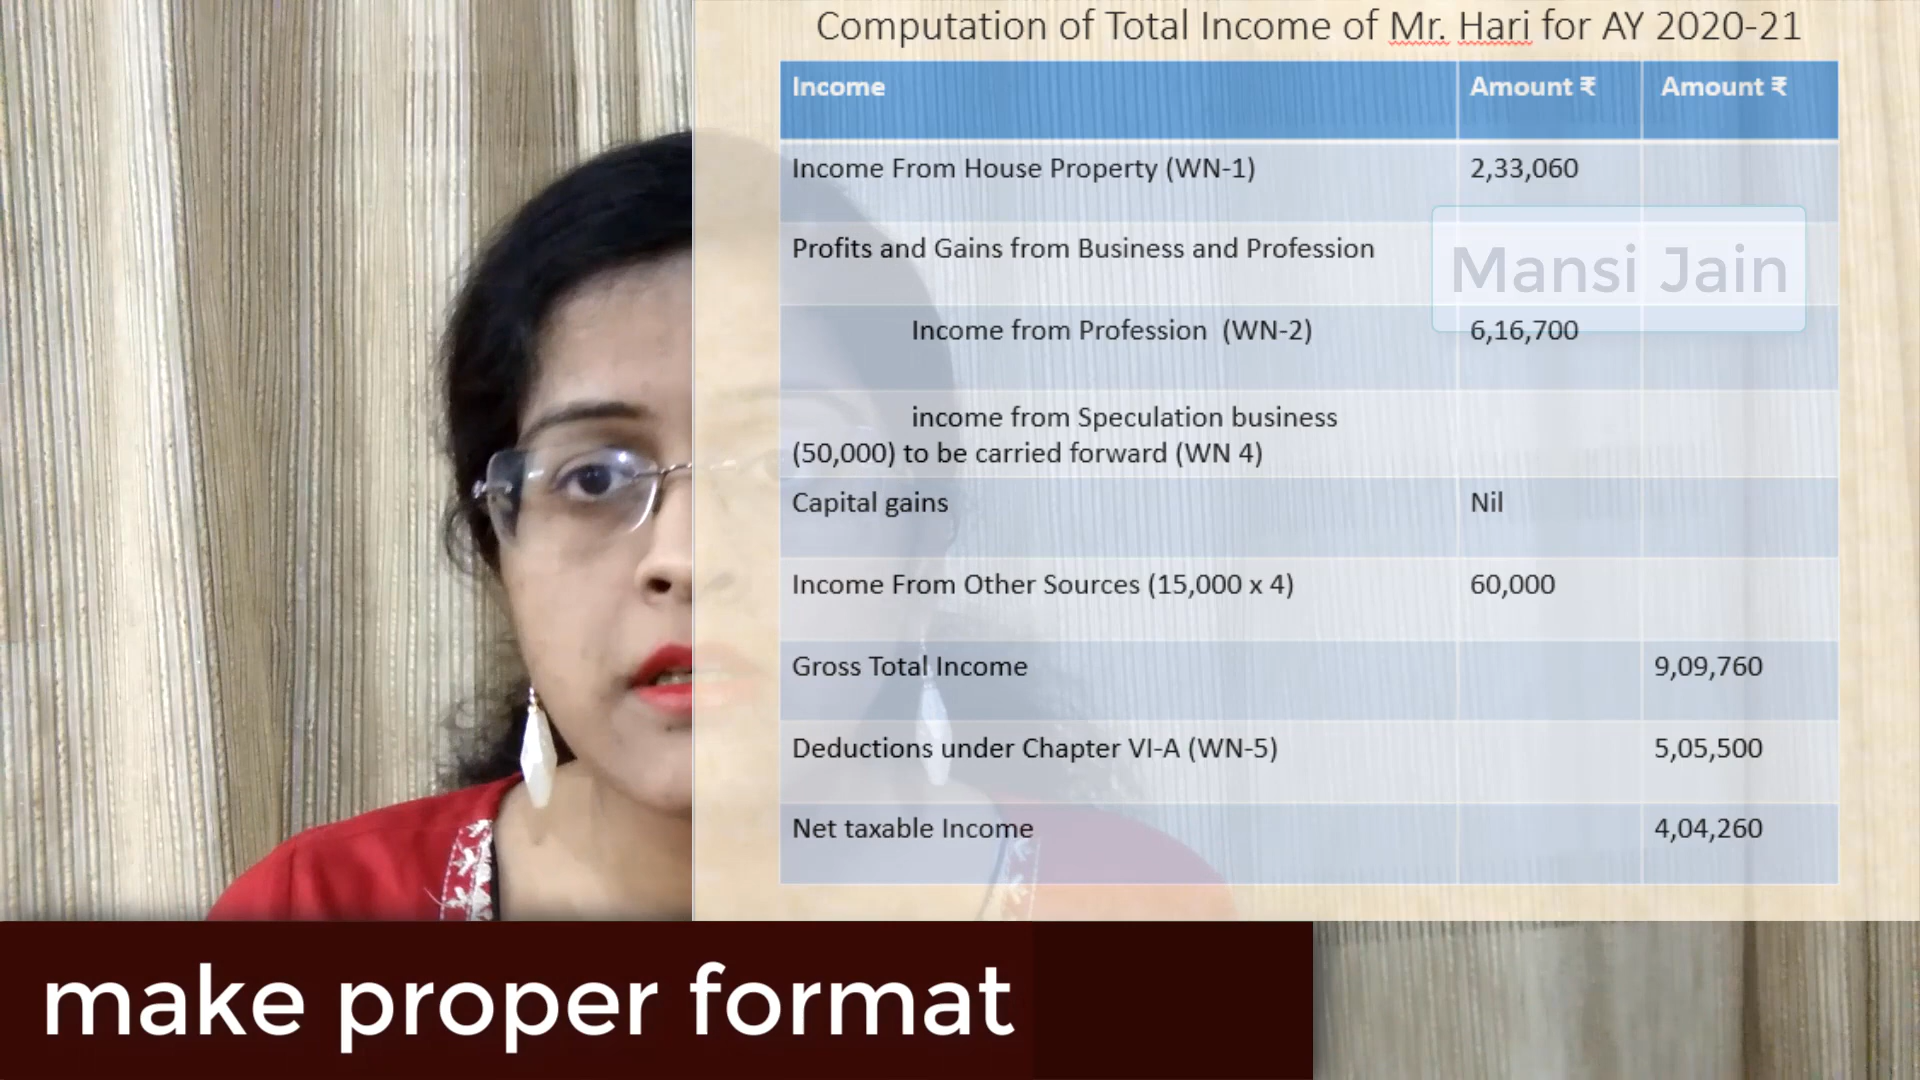 Computation of Total Income of Mr. Hari for AY 2020-21
Income Amount ₹ Amount ₹
Income From House Property (WN-1) 2,33,060
Profits and Gains from Business and Profession
Mansi Jain
Income from Profession (WN-2) 6,16,700
income from Speculation business
(50,000) to be carried forward (WN 4)
Capital gains Nil
Income From Other Sources (15,000 x 4) 60,000
Gross Total Income 9,09,760
Deductions under Chapter VI-A (WN-5) 5,05,500
Net taxable Income 4,04,260
make proper format